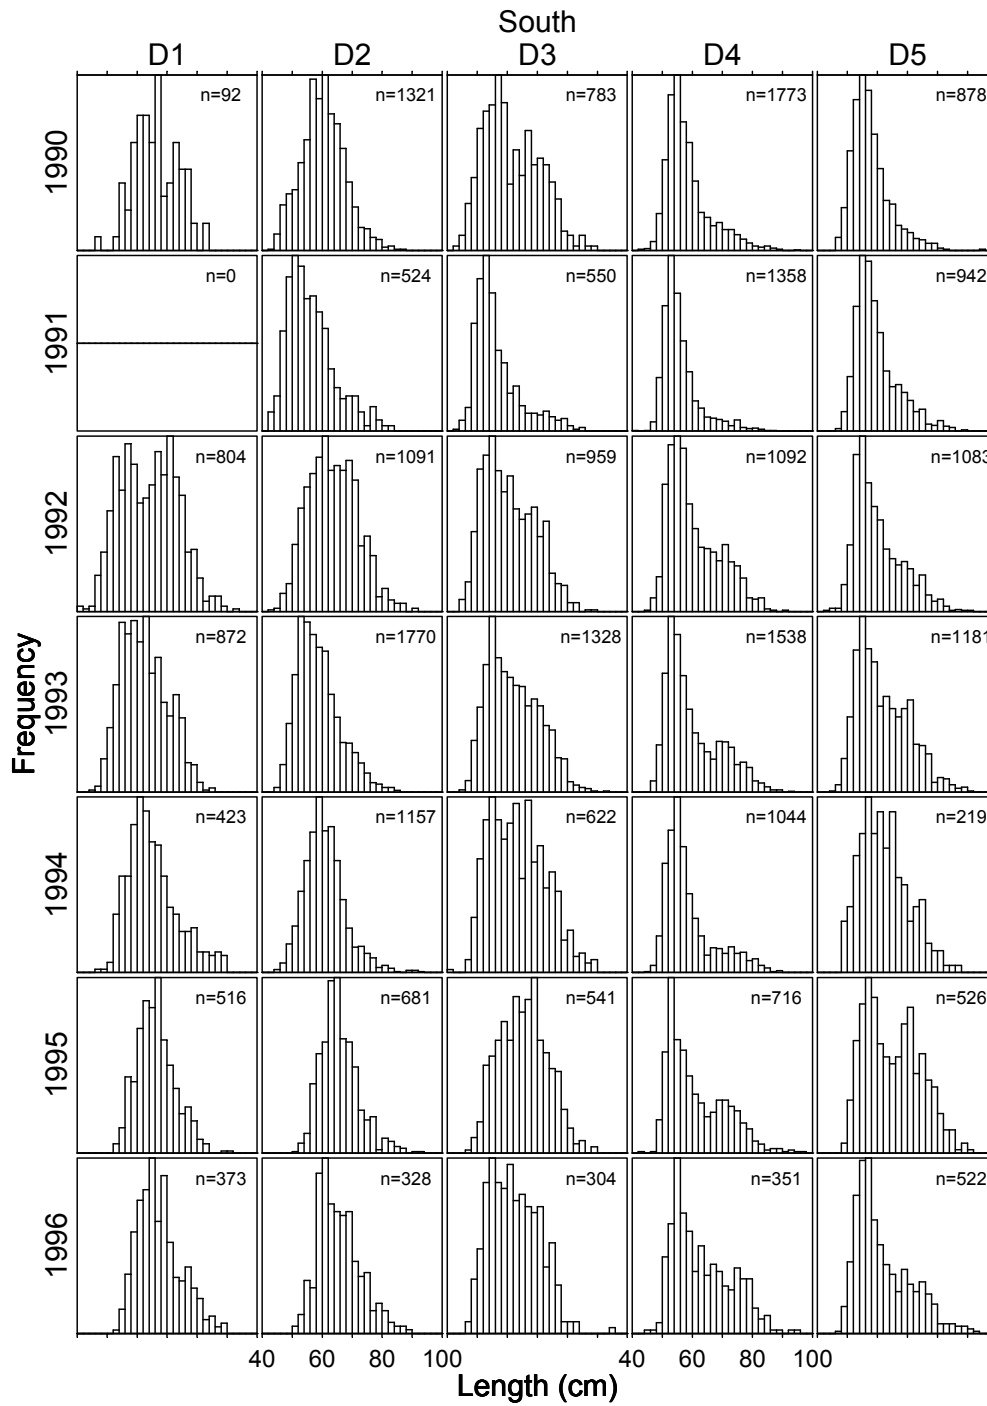 South
D1 D2 D3 D4 D5
1990 n=92 n=1321 n=783 n=1773 n=878
1991 n=0 n=524 n=550 n=1358 n=942
1992 n=804 n=1091 n=959 n=1092 n=1083
1993 n=872 n=1770 n=1328 n=1538 n=1181
1994 n=423 n=1157 n=622 n=1044 n=219
1995 n=516 n=681 n=541 n=716 n=526
1996 n=373 n=328 n=304 n=351 n=522
Frequency
40 60 80 100 40 60 80 100
Length (cm)